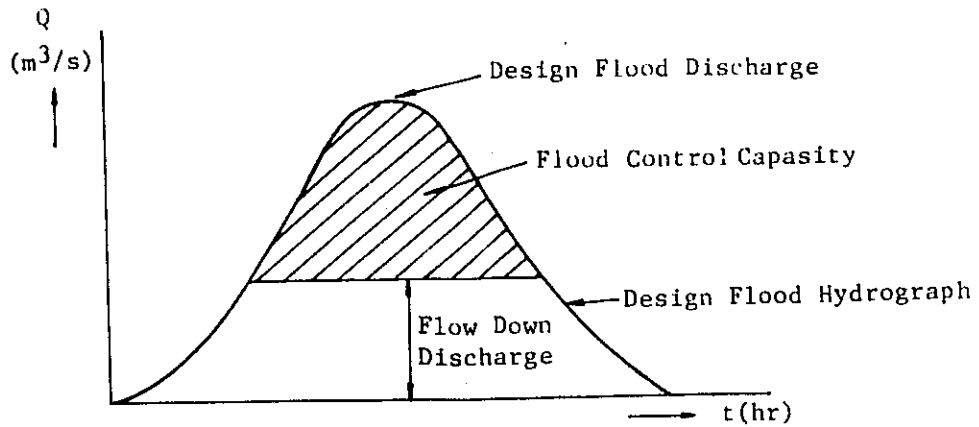 Q
(m³/s)
Design Flood Discharge
Flood Control Capasity
Design Flood Hydrograph
Flow Down
Discharge
t(hr)